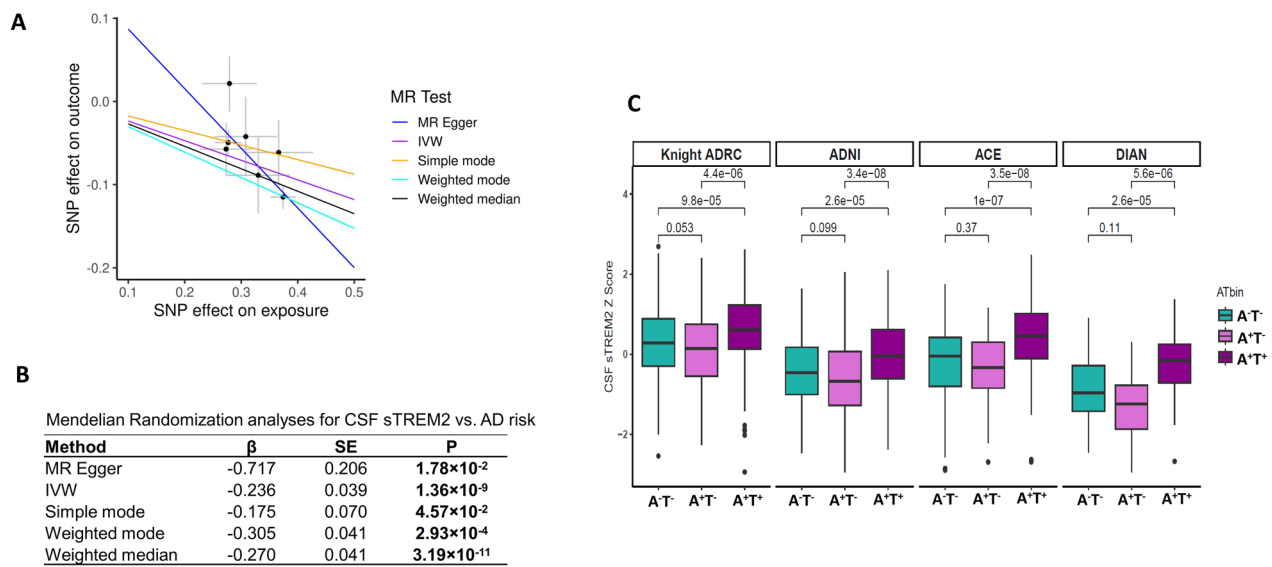 A
0.1
0.0
-0.1
-0.2
SNP effect on outcome
0.1 0.2 0.3 0.4 0.5
SNP effect on exposure
MR Test
MR Egger
IVW
Simple mode
Weighted mode
Weighted median
B
Mendelian Randomization analyses for CSF sTREM2 vs. AD risk
Method β SE P
MR Egger -0.717 0.206 1.78×10⁻²
IVW -0.236 0.039 1.36×10⁻⁹
Simple mode -0.175 0.070 4.57×10⁻²
Weighted mode -0.305 0.041 2.93×10⁻⁴
Weighted median -0.270 0.041 3.19×10⁻¹¹
C
Knight ADRC ADNI ACE DIAN
4.4e−06 3.4e−08 3.5e−08 5.6e−06
9.8e−05 2.6e−05 1e−07 2.6e−05
0.053 0.099 0.37 0.11
4
2
0
−2
CSF sTREM2 Z Score
A⁻T⁻ A⁺T⁻ A⁺T⁺ A⁻T⁻ A⁺T⁻ A⁺T⁺ A⁻T⁻ A⁺T⁻ A⁺T⁺ A⁻T⁻ A⁺T⁻ A⁺T⁺
ATbin
A⁻T⁻
A⁺T⁻
A⁺T⁺